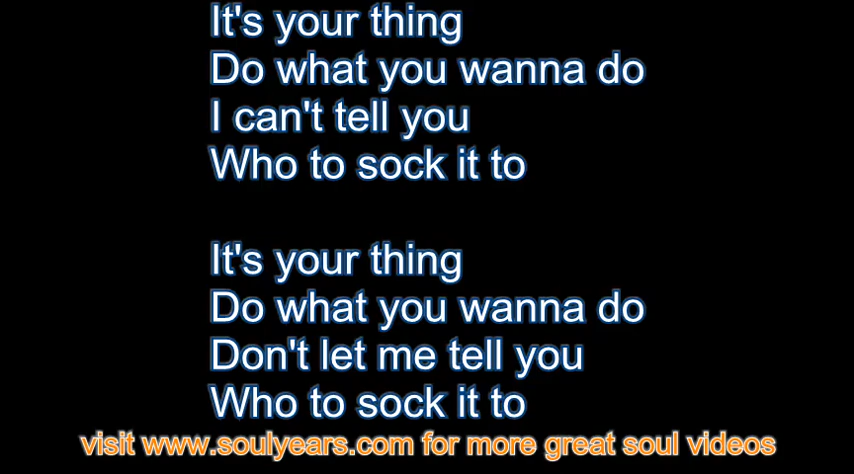 It's your thing
Do what you wanna do
I can't tell you
Who to sock it to
It's your thing
Do what you wanna do
Don't let me tell you
Who to sock it to
visit www.soulyears.com for more great soul videos